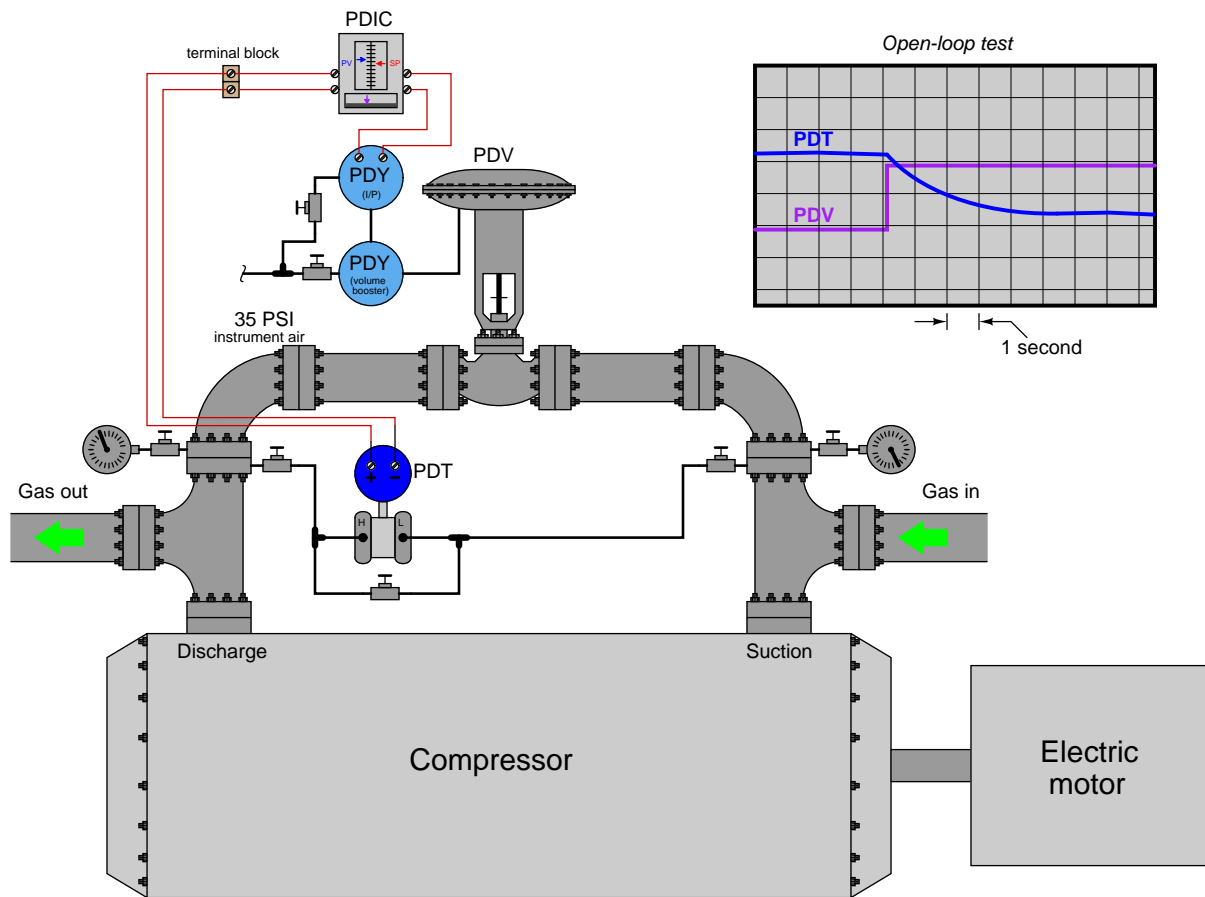 PDIC
Open-loop test
terminal block
PV
SP
PDT
PDV
PDY
(I/P)
PDV
PDY
(volume
booster)
35 PSI
instrument air
1 second
PDT
+
−
H
L
Gas out
Gas in
Discharge
Suction
Compressor
Electric
motor